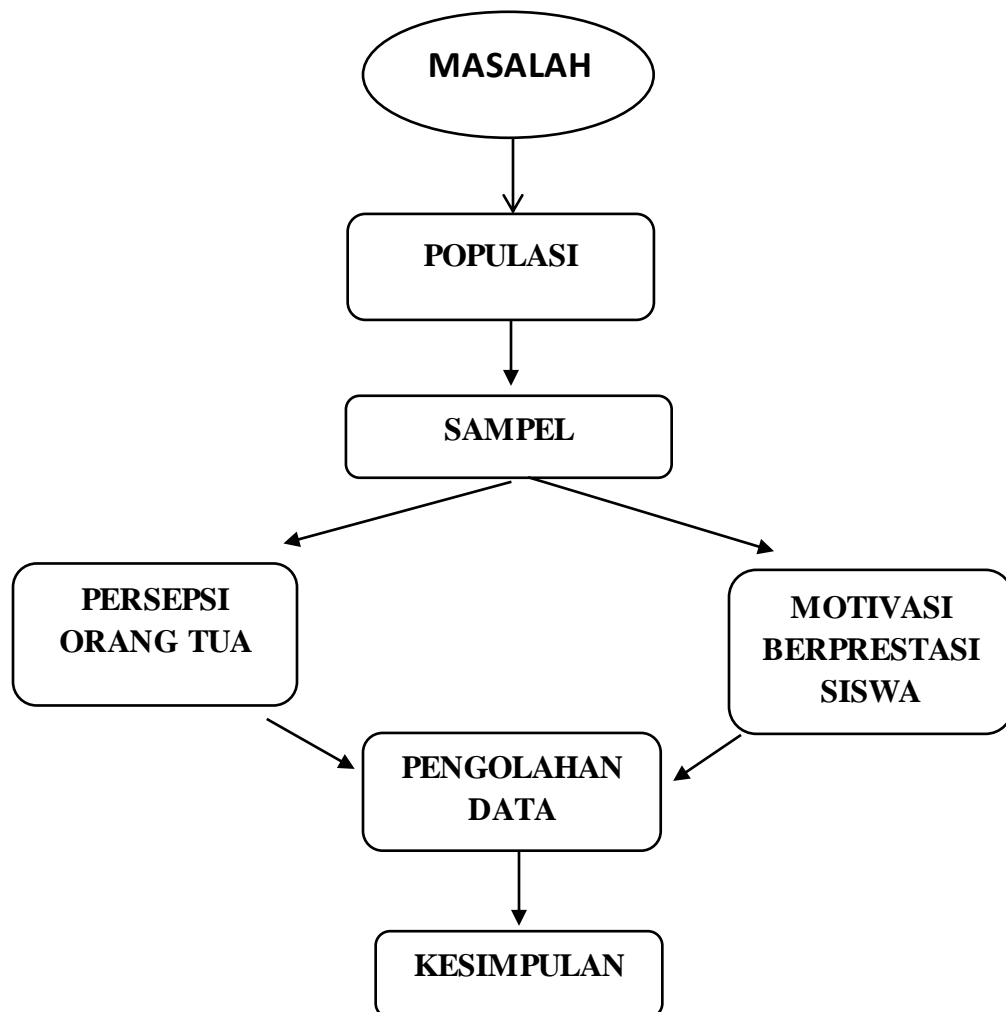 MASALAH
POPULASI
SAMPEL
PERSEPSI
ORANG TUA
MOTIVASI
BERPRESTASI
SISWA
PENGOLAHAN
DATA
KESIMPULAN